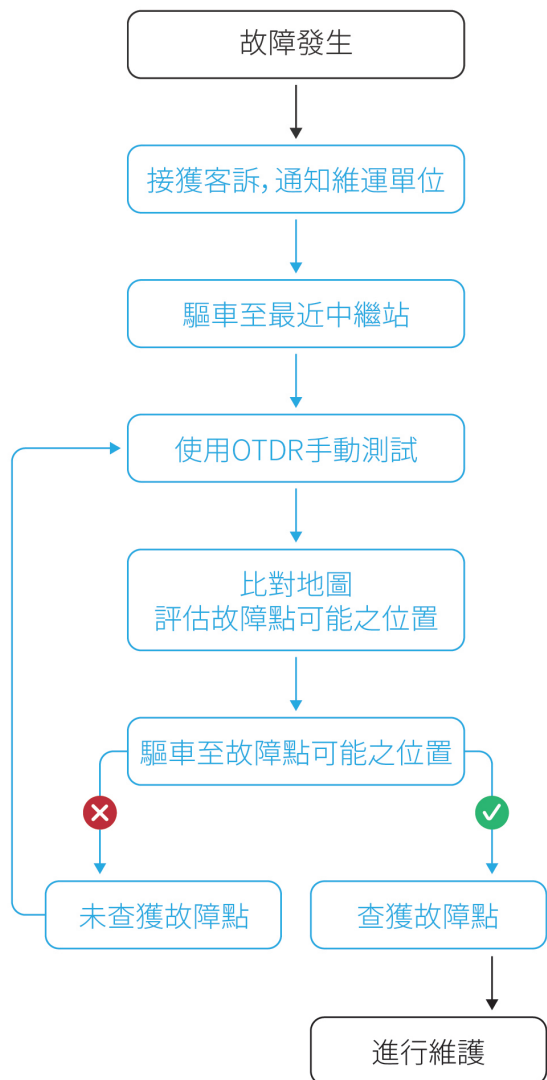 故障發生
接獲客訴，通知維運單位
驅車至最近中繼站
使用OTDR手動測試
比對地圖
評估故障點可能之位置
驅車至故障點可能之位置
未查獲故障點
查獲故障點
進行維護